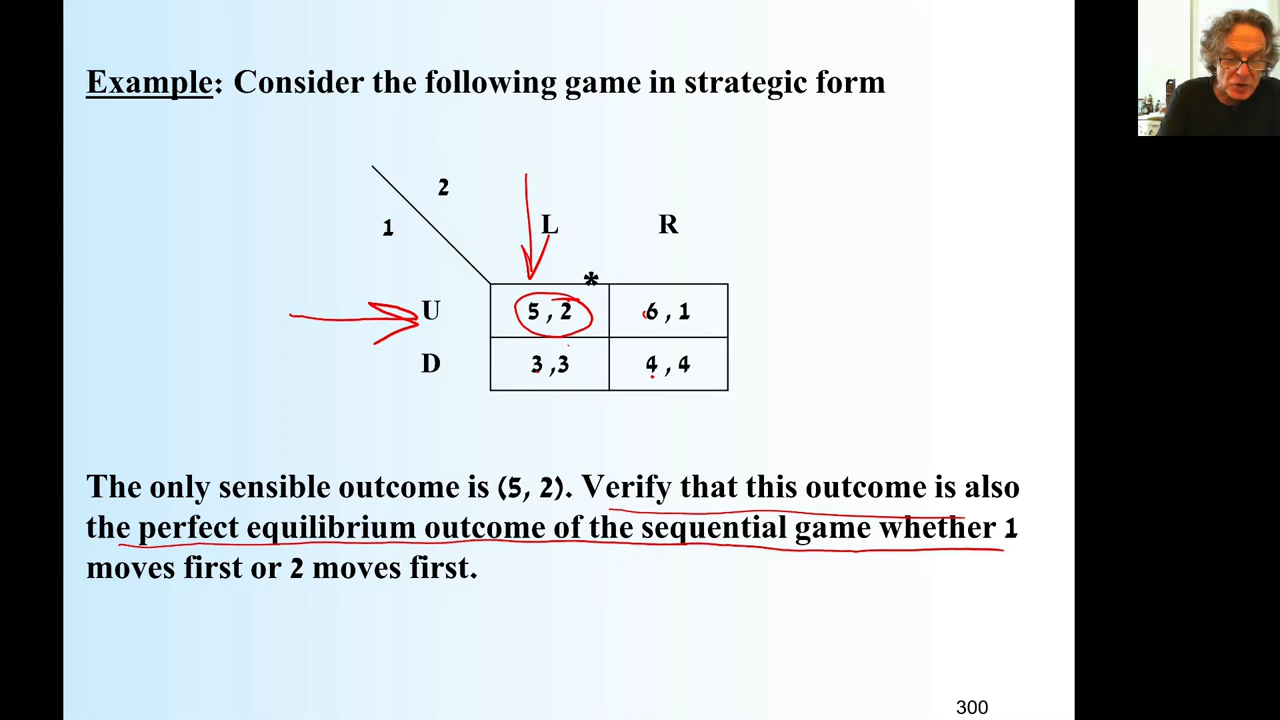 Example: Consider the following game in strategic form
2
1
L R
*
U 5 , 2 6 , 1
D 3 ,3 4 , 4
The only sensible outcome is (5, 2). Verify that this outcome is also
the perfect equilibrium outcome of the sequential game whether 1
moves first or 2 moves first.
300